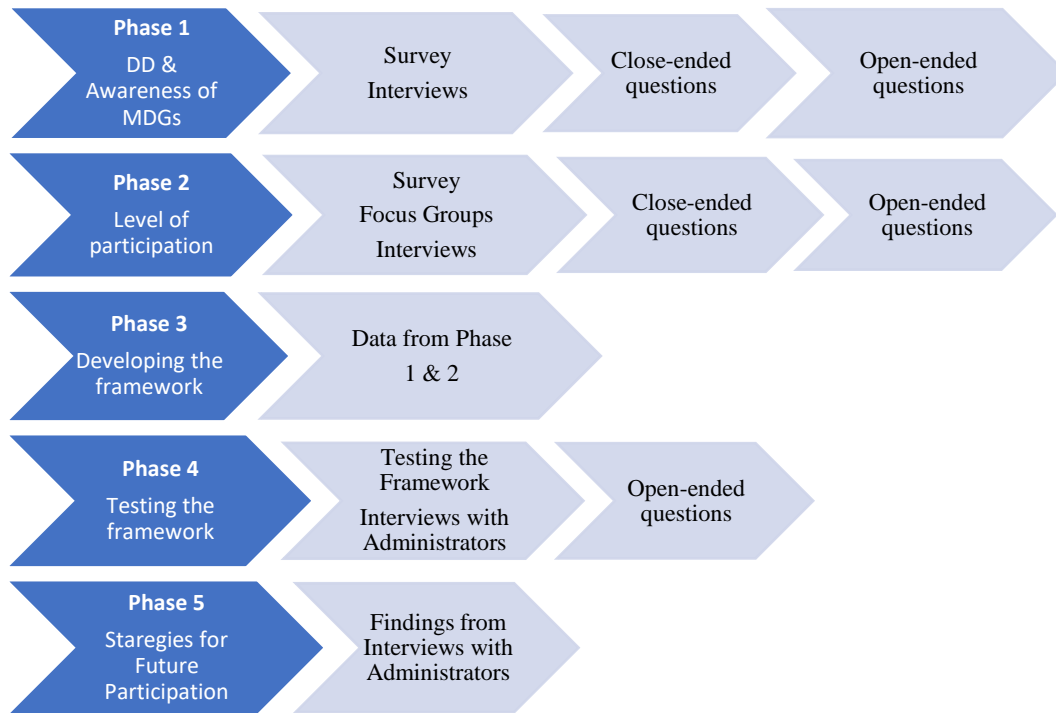 Phase 1
DD &
Awareness of
MDGs
Survey
Interviews
Close-ended
questions
Open-ended
questions
Phase 2
Level of
participation
Survey
Focus Groups
Interviews
Close-ended
questions
Open-ended
questions
Phase 3
Developing the
framework
Data from Phase
1 & 2
Phase 4
Testing the
framework
Testing the
Framework
Interviews with
Administrators
Open-ended
questions
Phase 5
Staregies for
Future
Participation
Findings from
Interviews with
Administrators